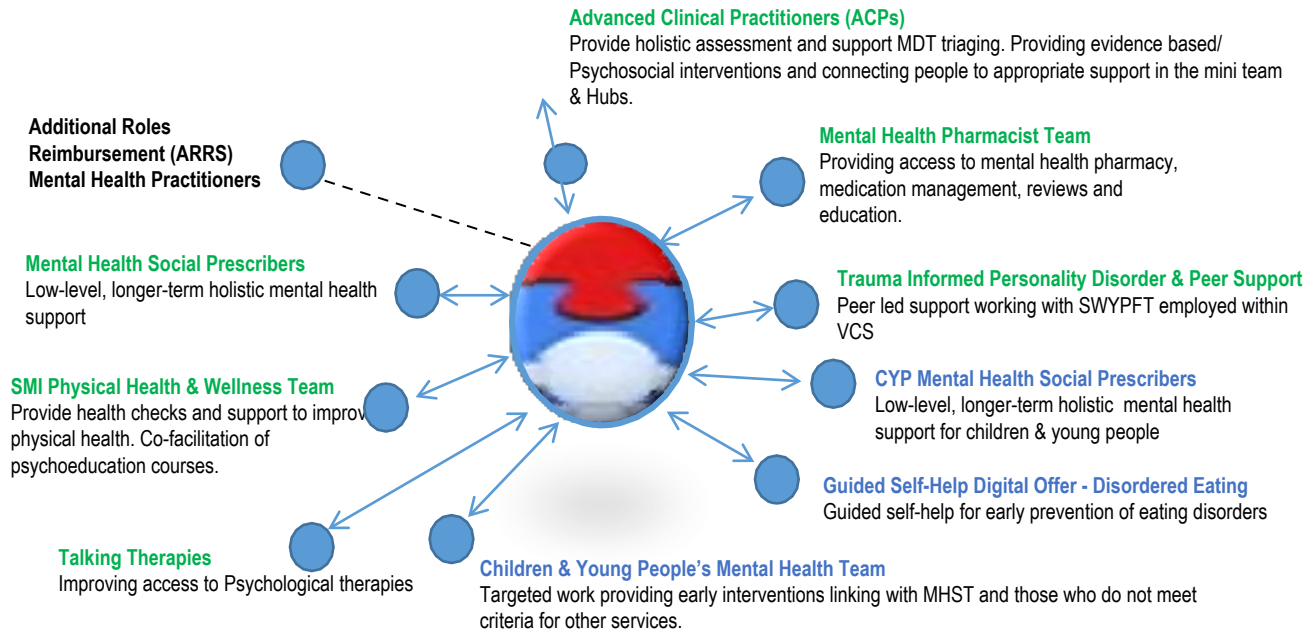 Advanced Clinical Practitioners (ACPs)
Provide holistic assessment and support MDT triaging. Providing evidence based/
Psychosocial interventions and connecting people to appropriate support in the mini team
& Hubs.
Additional Roles
Reimbursement (ARRS)
Mental Health Practitioners
Mental Health Pharmacist Team
Providing access to mental health pharmacy,
medication management, reviews and
education.
Mental Health Social Prescribers
Low-level, longer-term holistic mental health
support
Trauma Informed Personality Disorder & Peer Support
Peer led support working with SWYPFT employed within
VCS
SMI Physical Health & Wellness Team
Provide health checks and support to improv
physical health. Co-facilitation of
psychoeducation courses.
CYP Mental Health Social Prescribers
Low-level, longer-term holistic mental health
support for children & young people
Guided Self-Help Digital Offer - Disordered Eating
Guided self-help for early prevention of eating disorders
Talking Therapies
Improving access to Psychological therapies
Children & Young People's Mental Health Team
Targeted work providing early interventions linking with MHST and those who do not meet
criteria for other services.